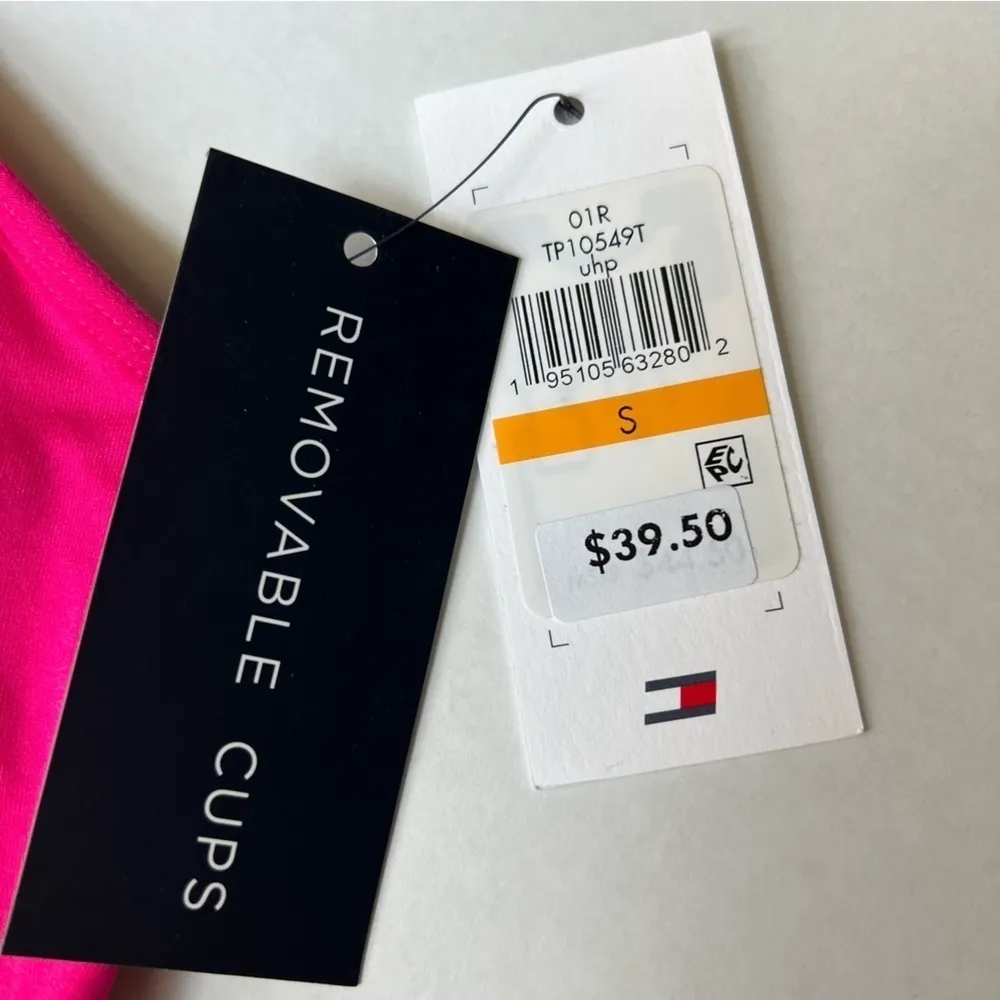 REMOVABLE CUPS
01R
TP10549T
uhp
1 95105 63280 2
S
EPC
$39.50